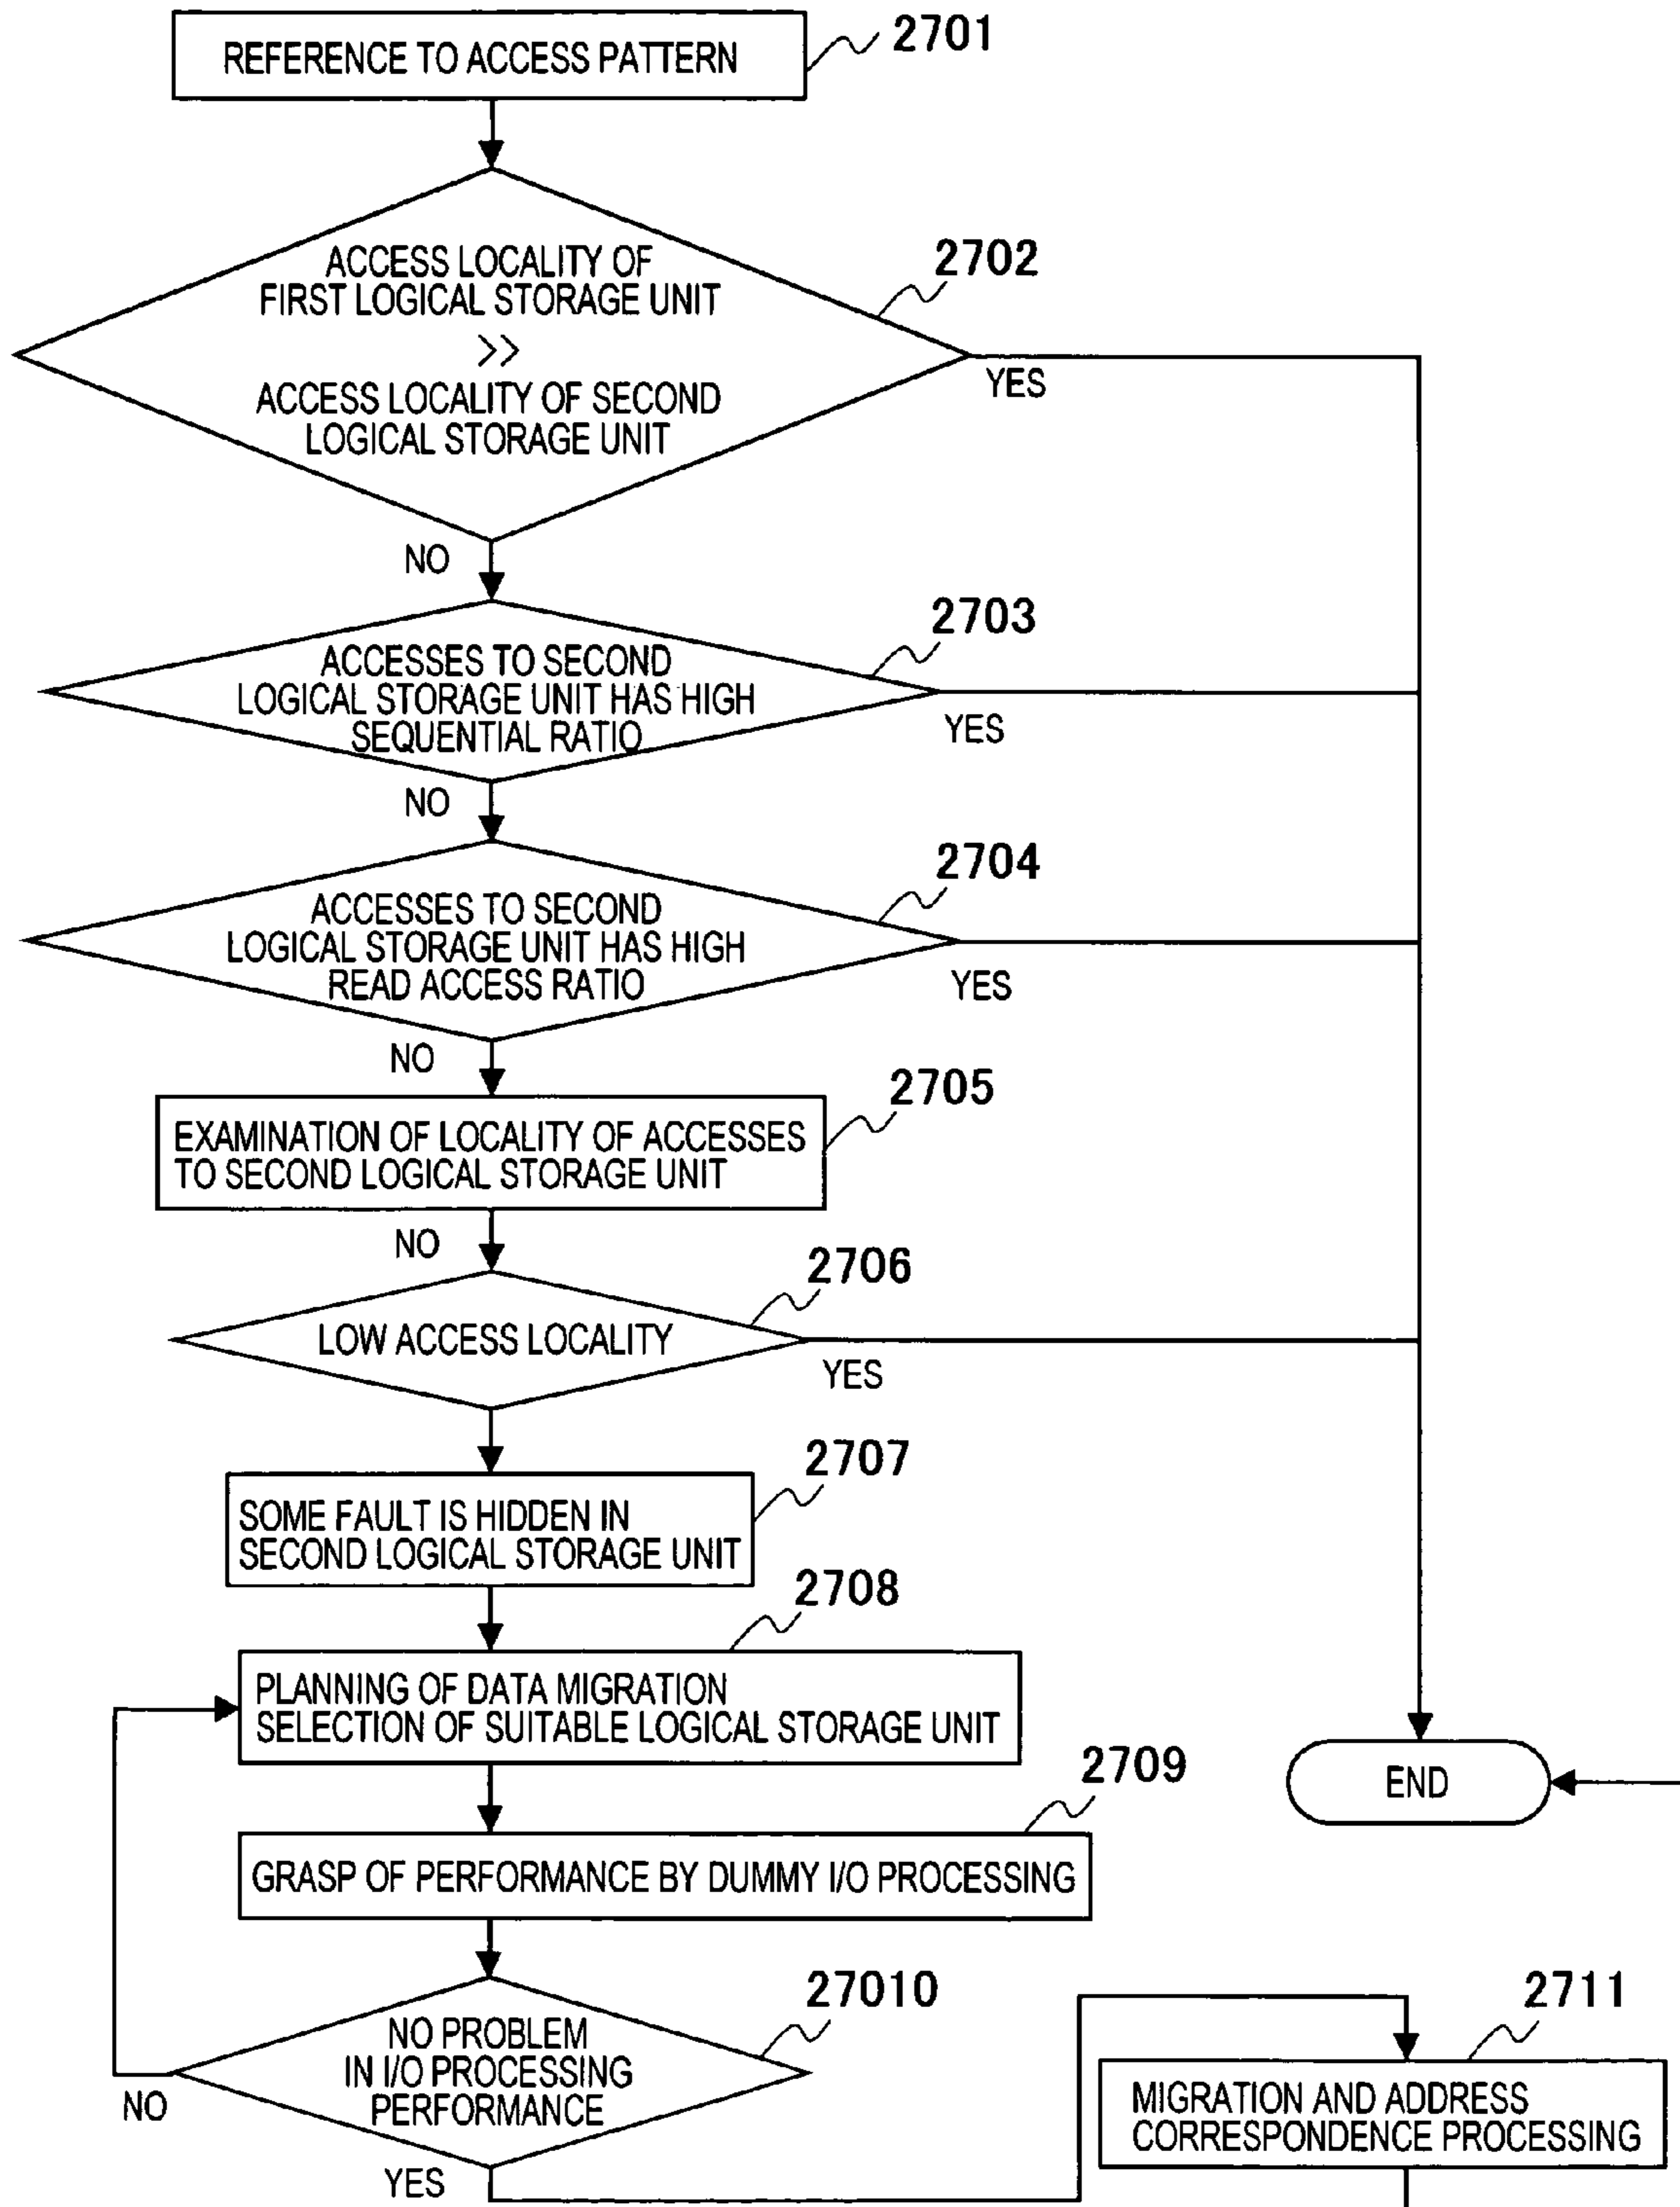 REFERENCE TO ACCESS PATTERN
2701
ACCESS LOCALITY OF
FIRST LOGICAL STORAGE UNIT
>>
ACCESS LOCALITY OF SECOND
LOGICAL STORAGE UNIT
2702
YES
NO
ACCESSES TO SECOND
LOGICAL STORAGE UNIT HAS HIGH
SEQUENTIAL RATIO
2703
YES
NO
ACCESSES TO SECOND
LOGICAL STORAGE UNIT HAS HIGH
READ ACCESS RATIO
2704
YES
NO
EXAMINATION OF LOCALITY OF ACCESSES
TO SECOND LOGICAL STORAGE UNIT
2705
NO
LOW ACCESS LOCALITY
2706
YES
SOME FAULT IS HIDDEN IN
SECOND LOGICAL STORAGE UNIT
2707
PLANNING OF DATA MIGRATION
SELECTION OF SUITABLE LOGICAL STORAGE UNIT
2708
END
GRASP OF PERFORMANCE BY DUMMY I/O PROCESSING
2709
NO PROBLEM
IN I/O PROCESSING
PERFORMANCE
27010
NO
YES
MIGRATION AND ADDRESS
CORRESPONDENCE PROCESSING
2711